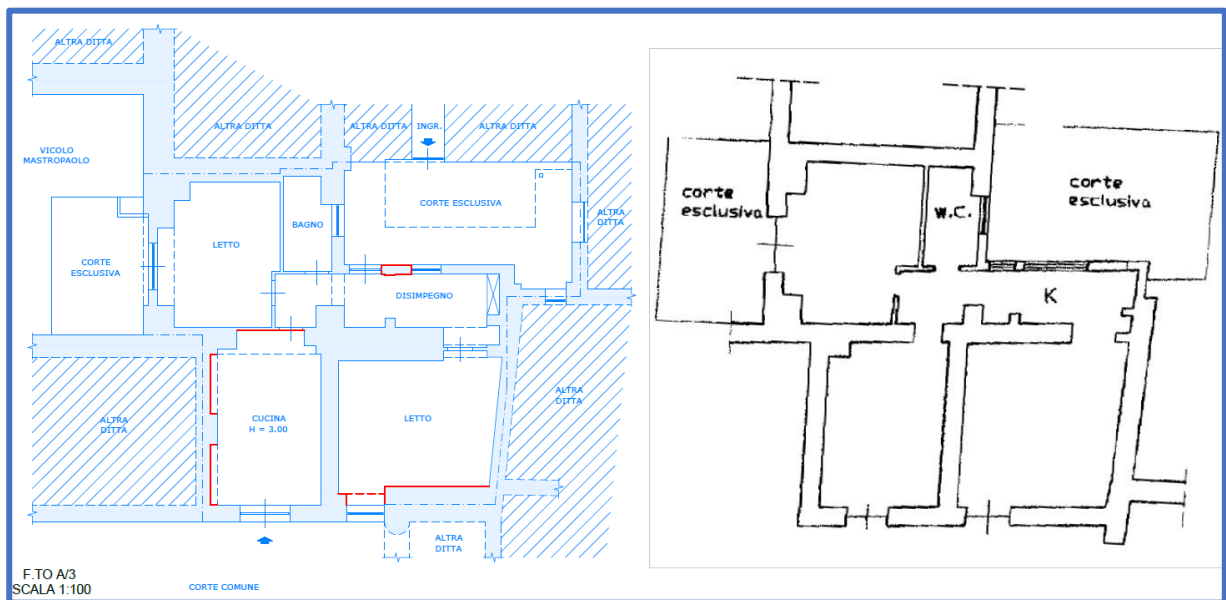 ALTRA DITTA
VICOLO
MASTROPAOLO
ALTRA DITTA
ALTRA DITTA
INGR.
ALTRA DITTA
CORTE ESCLUSIVA
ALTRA
DITTA
BAGNO
LETTO
CORTE
ESCLUSIVA
DISIMPEGNO
ALTRA
DITTA
CUCINA
H = 3.00
LETTO
ALTRA
DITTA
ALTRA
DITTA
F.TO A/3
SCALA 1:100
CORTE COMUNE
corte
esclusiva
w.c.
corte
esclusiva
K